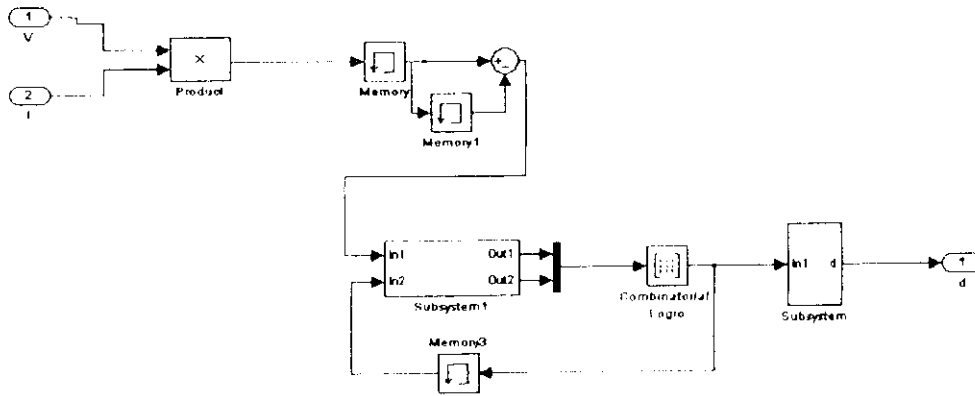 1
V
×
Product
2
I
Memory
+
-
Memory1
In1
Out1
In2
Out2
Subsystem1
Combinatorial
Logic
In1
d
Subsystem
1
d
Memory3